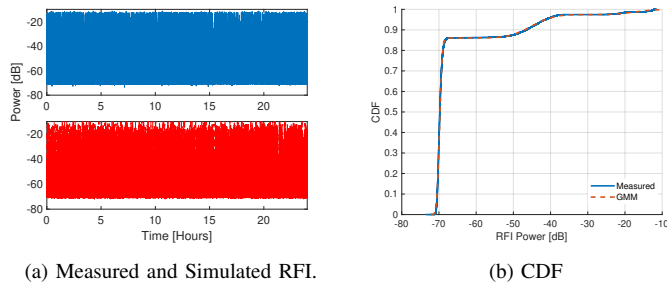 -20
-40
-60
-80
0 5 10 15 20
Power [dB]
-20
-40
-60
-80
0 5 10 15 20
Time [Hours]
(a) Measured and Simulated RFI.
1
0.9
0.8
0.7
0.6
0.5
0.4
0.3
0.2
0.1
0
CDF
Measured
GMM
-80 -70 -60 -50 -40 -30 -20 -10
RFI Power [dB]
(b) CDF